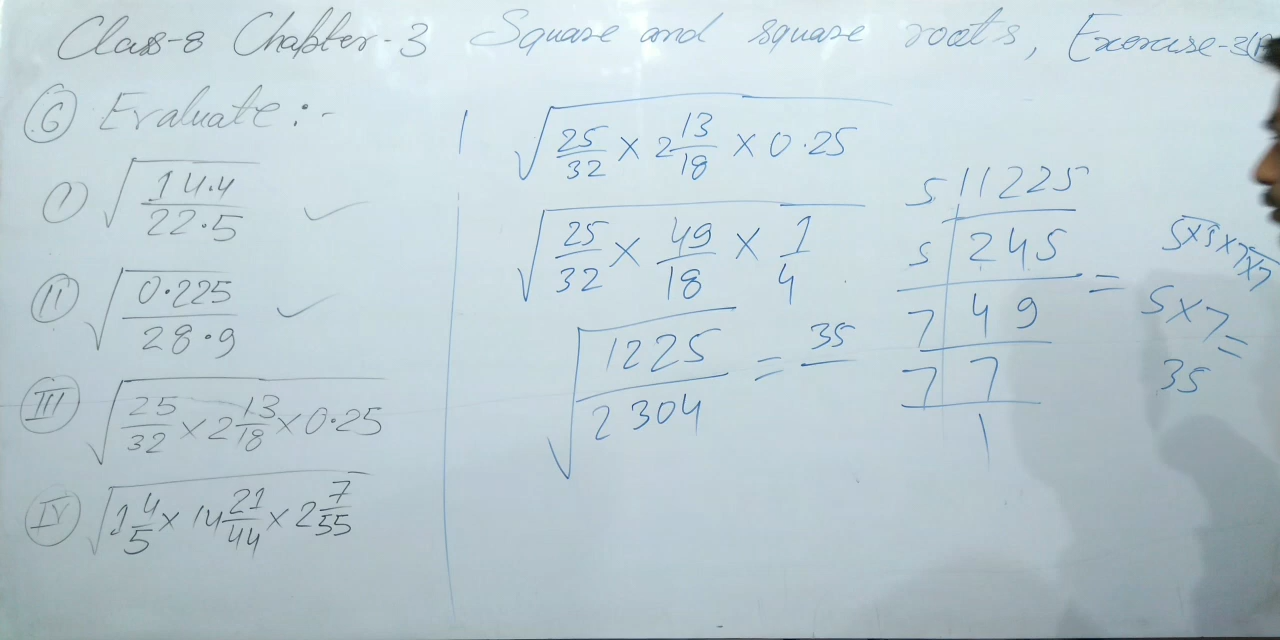 Class-8 Chapter-3 Square and square roots, Exercise-3(B
6 Evaluate :-
I √(14.4/22.5) ✓
II √(0.225/28.9) ✓
III √(25/32 × 2 13/18 × 0.25)
IV √(1 4/5 × 14 21/44 × 2 7/55)
√(25/32 × 2 13/18 × 0.25)
√(25/32 × 49/18 × 1/4)
√(1225/2304) = 35/
5 | 1225
5 | 245
7 | 49
7 | 7
1
= 5×5×7×7
5×7=
35